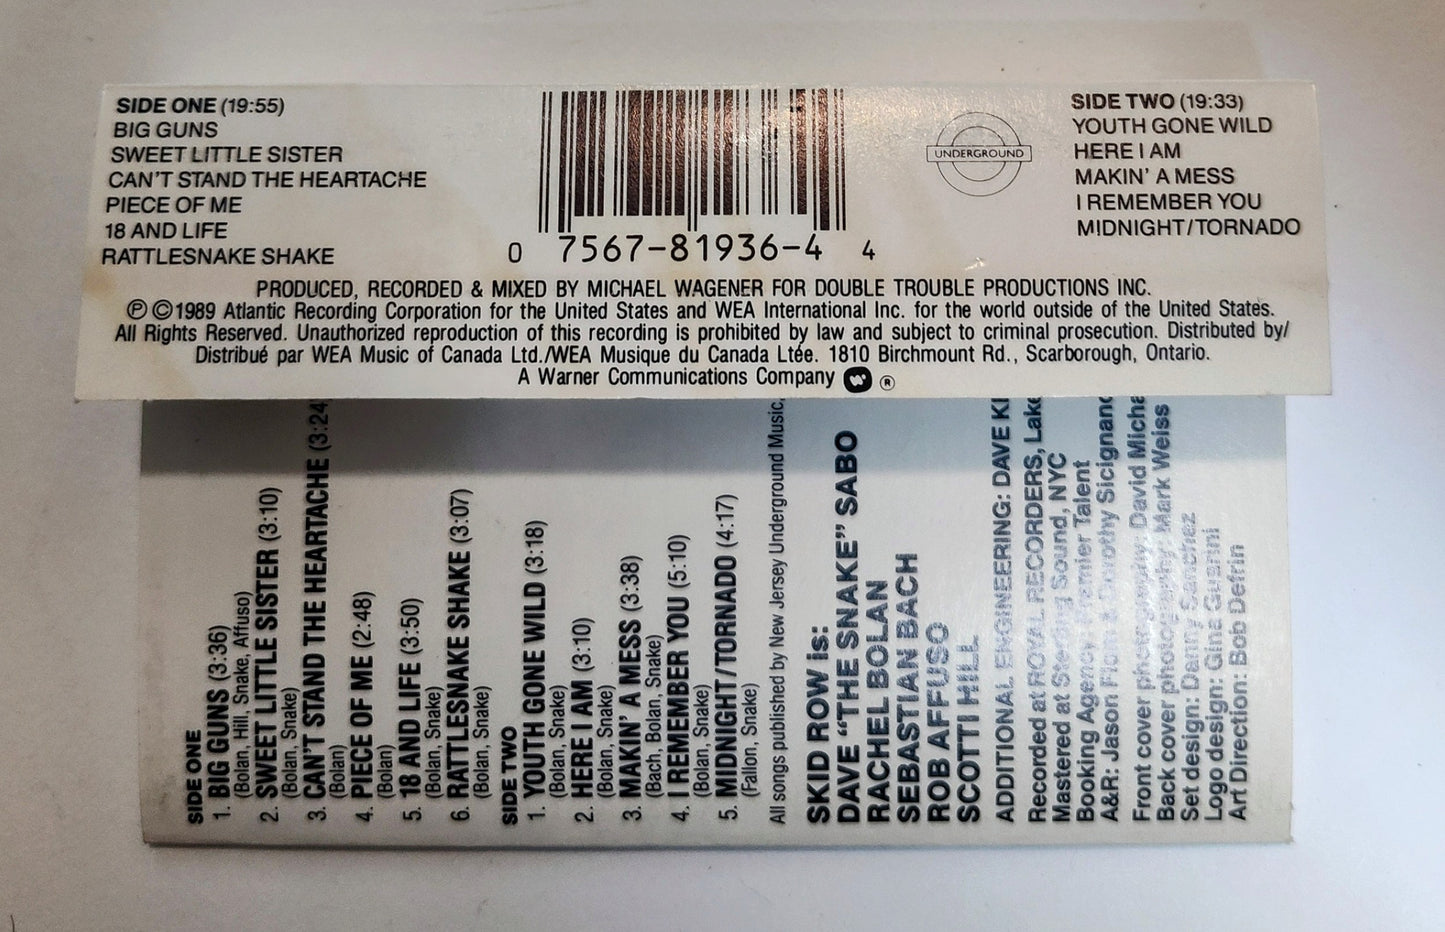 SIDE ONE (19:55)
BIG GUNS
SWEET LITTLE SISTER
CAN'T STAND THE HEARTACHE
PIECE OF ME
18 AND LIFE
RATTLESNAKE SHAKE
0 7567-81936-4 4
UNDERGROUND
SIDE TWO (19:33)
YOUTH GONE WILD
HERE I AM
MAKIN' A MESS
I REMEMBER YOU
MIDNIGHT/TORNADO
PRODUCED, RECORDED & MIXED BY MICHAEL WAGENER FOR DOUBLE TROUBLE PRODUCTIONS INC.
℗ © 1989 Atlantic Recording Corporation for the United States and WEA International Inc. for the world outside of the United States.
All Rights Reserved. Unauthorized reproduction of this recording is prohibited by law and subject to criminal prosecution. Distributed by/
Distribué par WEA Music of Canada Ltd./WEA Musique du Canada Ltée. 1810 Birchmount Rd., Scarborough, Ontario.
A Warner Communications Company ®
SIDE ONE
1. BIG GUNS (3:36)
(Bolan, Hill, Snake, Affuso)
2. SWEET LITTLE SISTER (3:10)
(Bolan, Snake)
3. CAN'T STAND THE HEARTACHE (3:24
(Bolan)
4. PIECE OF ME (2:48)
(Bolan)
5. 18 AND LIFE (3:50)
(Bolan, Snake)
6. RATTLESNAKE SHAKE (3:07)
(Bolan, Snake)
SIDE TWO
1. YOUTH GONE WILD (3:18)
(Bolan, Snake)
2. HERE I AM (3:10)
(Bolan, Snake)
3. MAKIN' A MESS (3:38)
(Bach, Bolan, Snake)
4. I REMEMBER YOU (5:10)
(Bolan, Snake)
5. MIDNIGHT/TORNADO (4:17)
(Fallon, Snake)
All songs published by New Jersey Underground Music,
SKID ROW is:
DAVE "THE SNAKE" SABO
RACHEL BOLAN
SEBASTIAN BACH
ROB AFFUSO
SCOTTI HILL
ADDITIONAL ENGINEERING: DAVE
Recorded at ROYAL RECORDERS, Lake
Mastered at Sterling Sound, NYC
Booking Agency: Premier Talent
A&R: Jason Dorothy
Front cover photography: David
Back cover photography: Mark Weiss
Set design: Danny Sanchez
Logo design: Gina Guarini
Art Direction: Bob Defrin